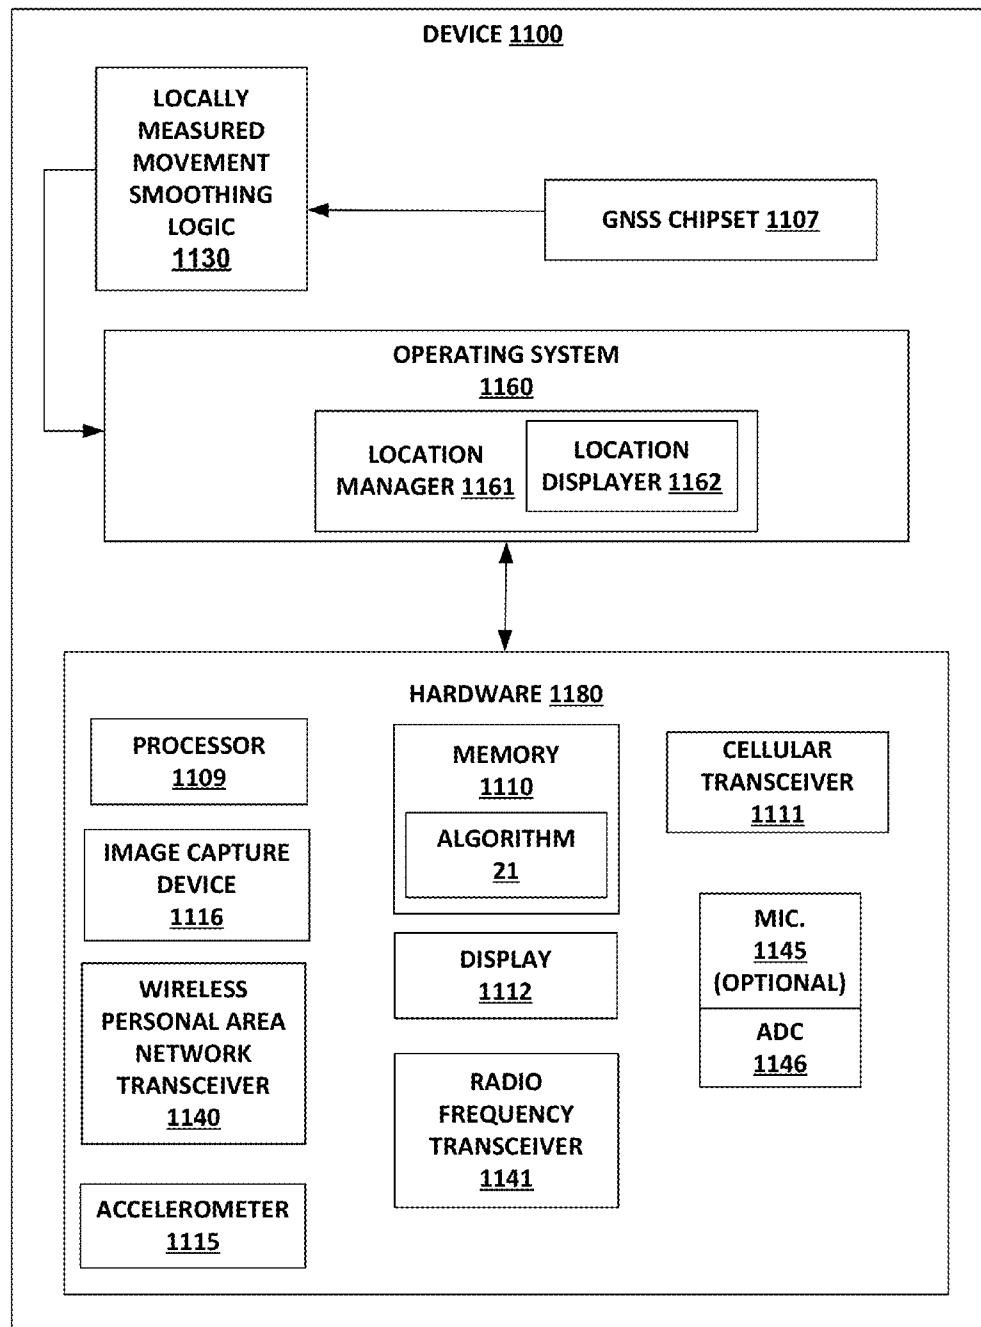 DEVICE 1100
LOCALLY
MEASURED
MOVEMENT
SMOOTHING
LOGIC
1130
GNSS CHIPSET 1107
OPERATING SYSTEM
1160
LOCATION
MANAGER 1161
LOCATION
DISPLAYER 1162
HARDWARE 1180
PROCESSOR
1109
IMAGE CAPTURE
DEVICE
1116
WIRELESS
PERSONAL AREA
NETWORK
TRANSCEIVER
1140
ACCELEROMETER
1115
MEMORY
1110
ALGORITHM
21
DISPLAY
1112
RADIO
FREQUENCY
TRANSCEIVER
1141
CELLULAR
TRANSCEIVER
1111
MIC.
1145
(OPTIONAL)
ADC
1146